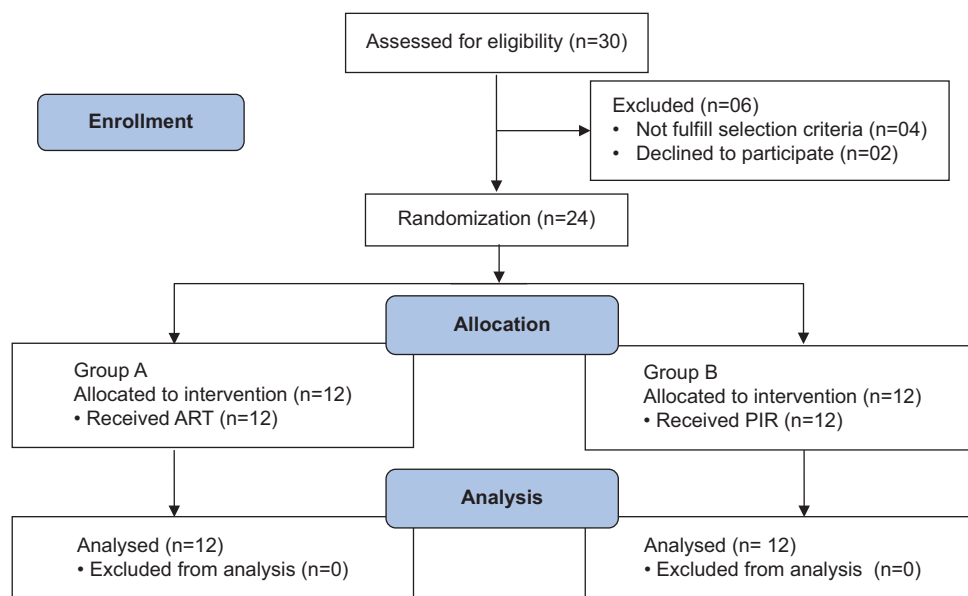 Assessed for eligibility (n=30)
Enrollment
Excluded (n=06)
• Not fulfill selection criteria (n=04)
• Declined to participate (n=02)
Randomization (n=24)
Allocation
Group A
Allocated to intervention (n=12)
• Received ART (n=12)
Group B
Allocated to intervention (n=12)
• Received PIR (n=12)
Analysis
Analysed (n=12)
• Excluded from analysis (n=0)
Analysed (n= 12)
• Excluded from analysis (n=0)